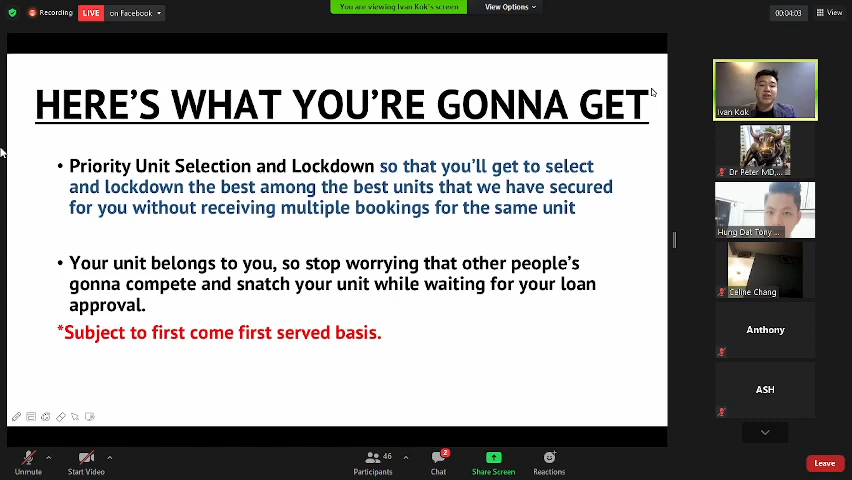 Recording
LIVE on Facebook
You are viewing Ivan Kok's screen
View Options
00:04:03
View
HERE'S WHAT YOU'RE GONNA GET
• Priority Unit Selection and Lockdown so that you'll get to select
and lockdown the best among the best units that we have secured
for you without receiving multiple bookings for the same unit
• Your unit belongs to you, so stop worrying that other people's
gonna compete and snatch your unit while waiting for your loan
approval.
*Subject to first come first served basis.
Ivan Kok
Dr Peter MD,...
Hung Dat Tony ...
Celine Chang
Anthony
ASH
Unmute
Start Video
46
Participants
2
Chat
Share Screen
Reactions
Leave